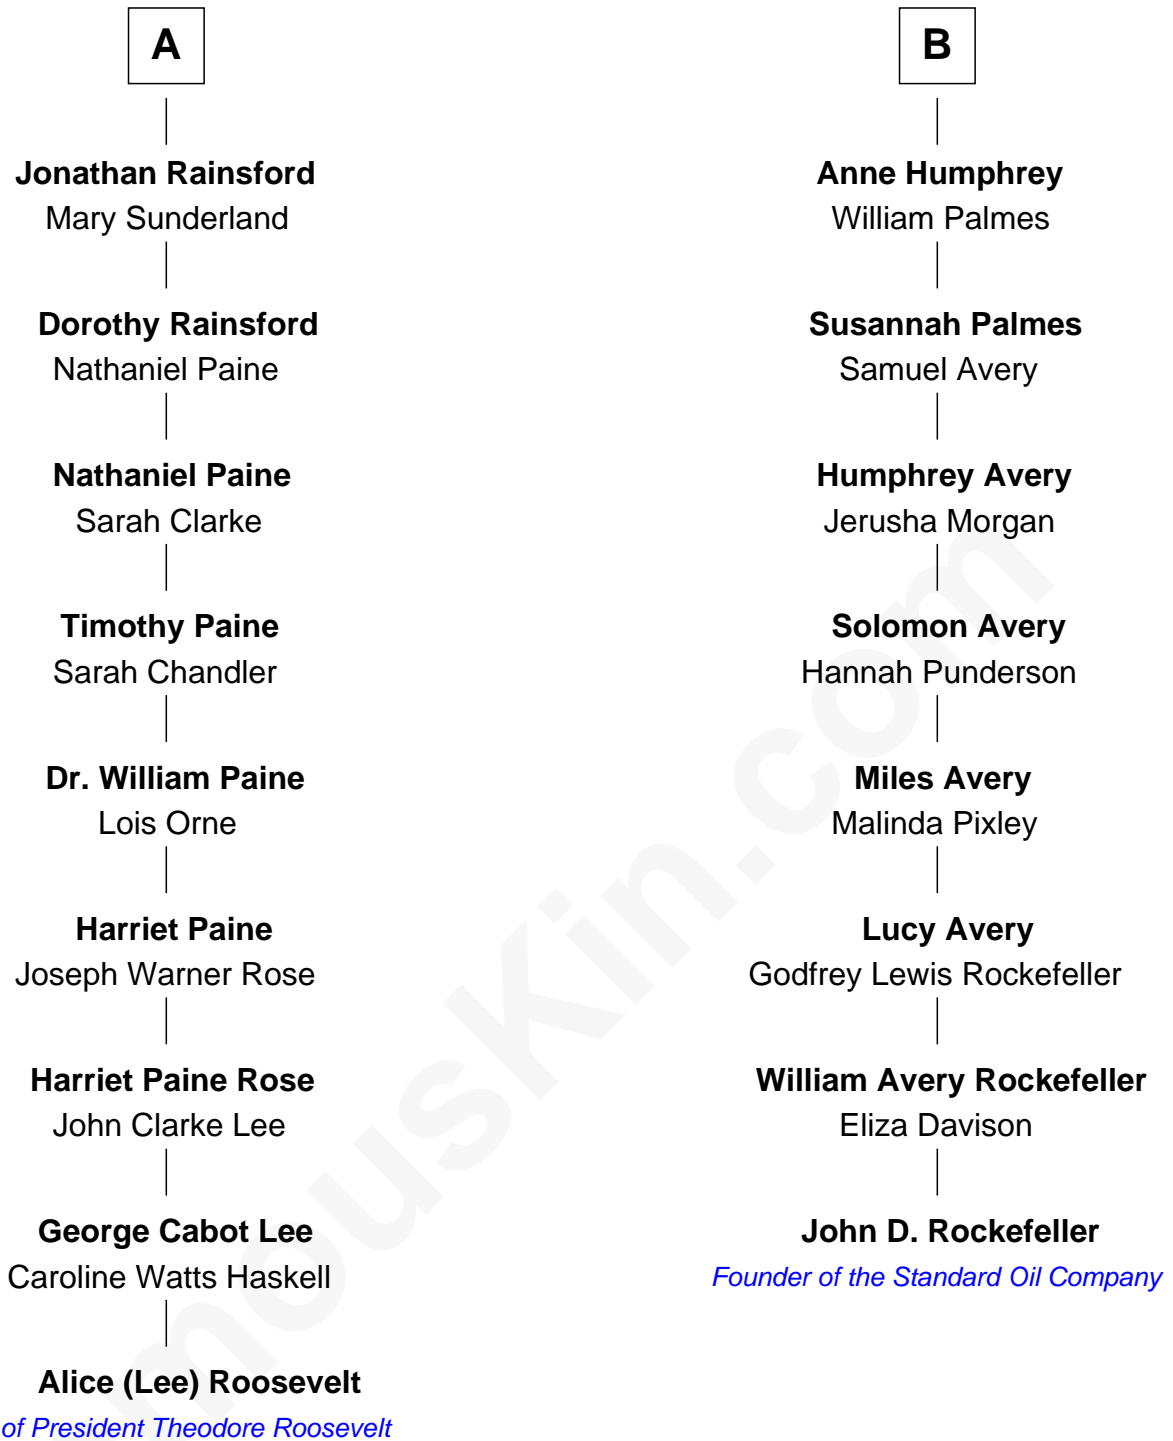 A
Jonathan Rainsford
Mary Sunderland
Dorothy Rainsford
Nathaniel Paine
Nathaniel Paine
Sarah Clarke
Timothy Paine
Sarah Chandler
Dr. William Paine
Lois Orne
Harriet Paine
Joseph Warner Rose
Harriet Paine Rose
John Clarke Lee
George Cabot Lee
Caroline Watts Haskell
Alice (Lee) Roosevelt
of President Theodore Roosevelt
B
Anne Humphrey
William Palmes
Susannah Palmes
Samuel Avery
Humphrey Avery
Jerusha Morgan
Solomon Avery
Hannah Punderson
Miles Avery
Malinda Pixley
Lucy Avery
Godfrey Lewis Rockefeller
William Avery Rockefeller
Eliza Davison
John D. Rockefeller
Founder of the Standard Oil Company
mousKin.com